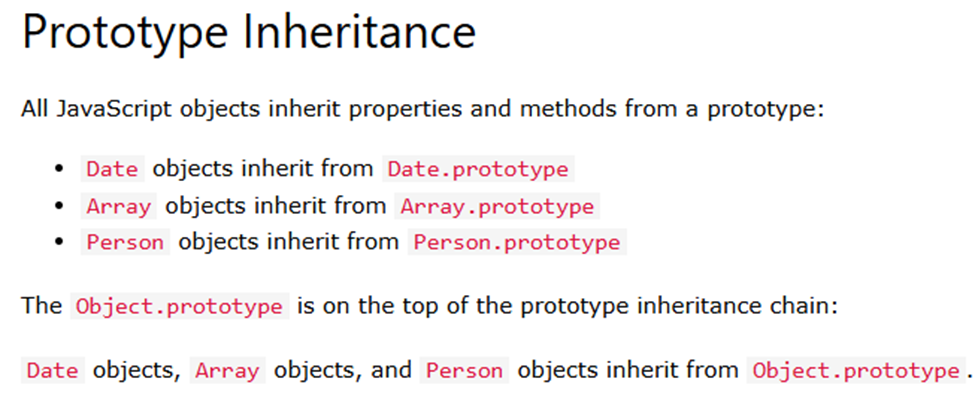 Prototype Inheritance
All JavaScript objects inherit properties and methods from a prototype:
• Date objects inherit from Date.prototype
• Array objects inherit from Array.prototype
• Person objects inherit from Person.prototype
The Object.prototype is on the top of the prototype inheritance chain:
Date objects, Array objects, and Person objects inherit from Object.prototype.